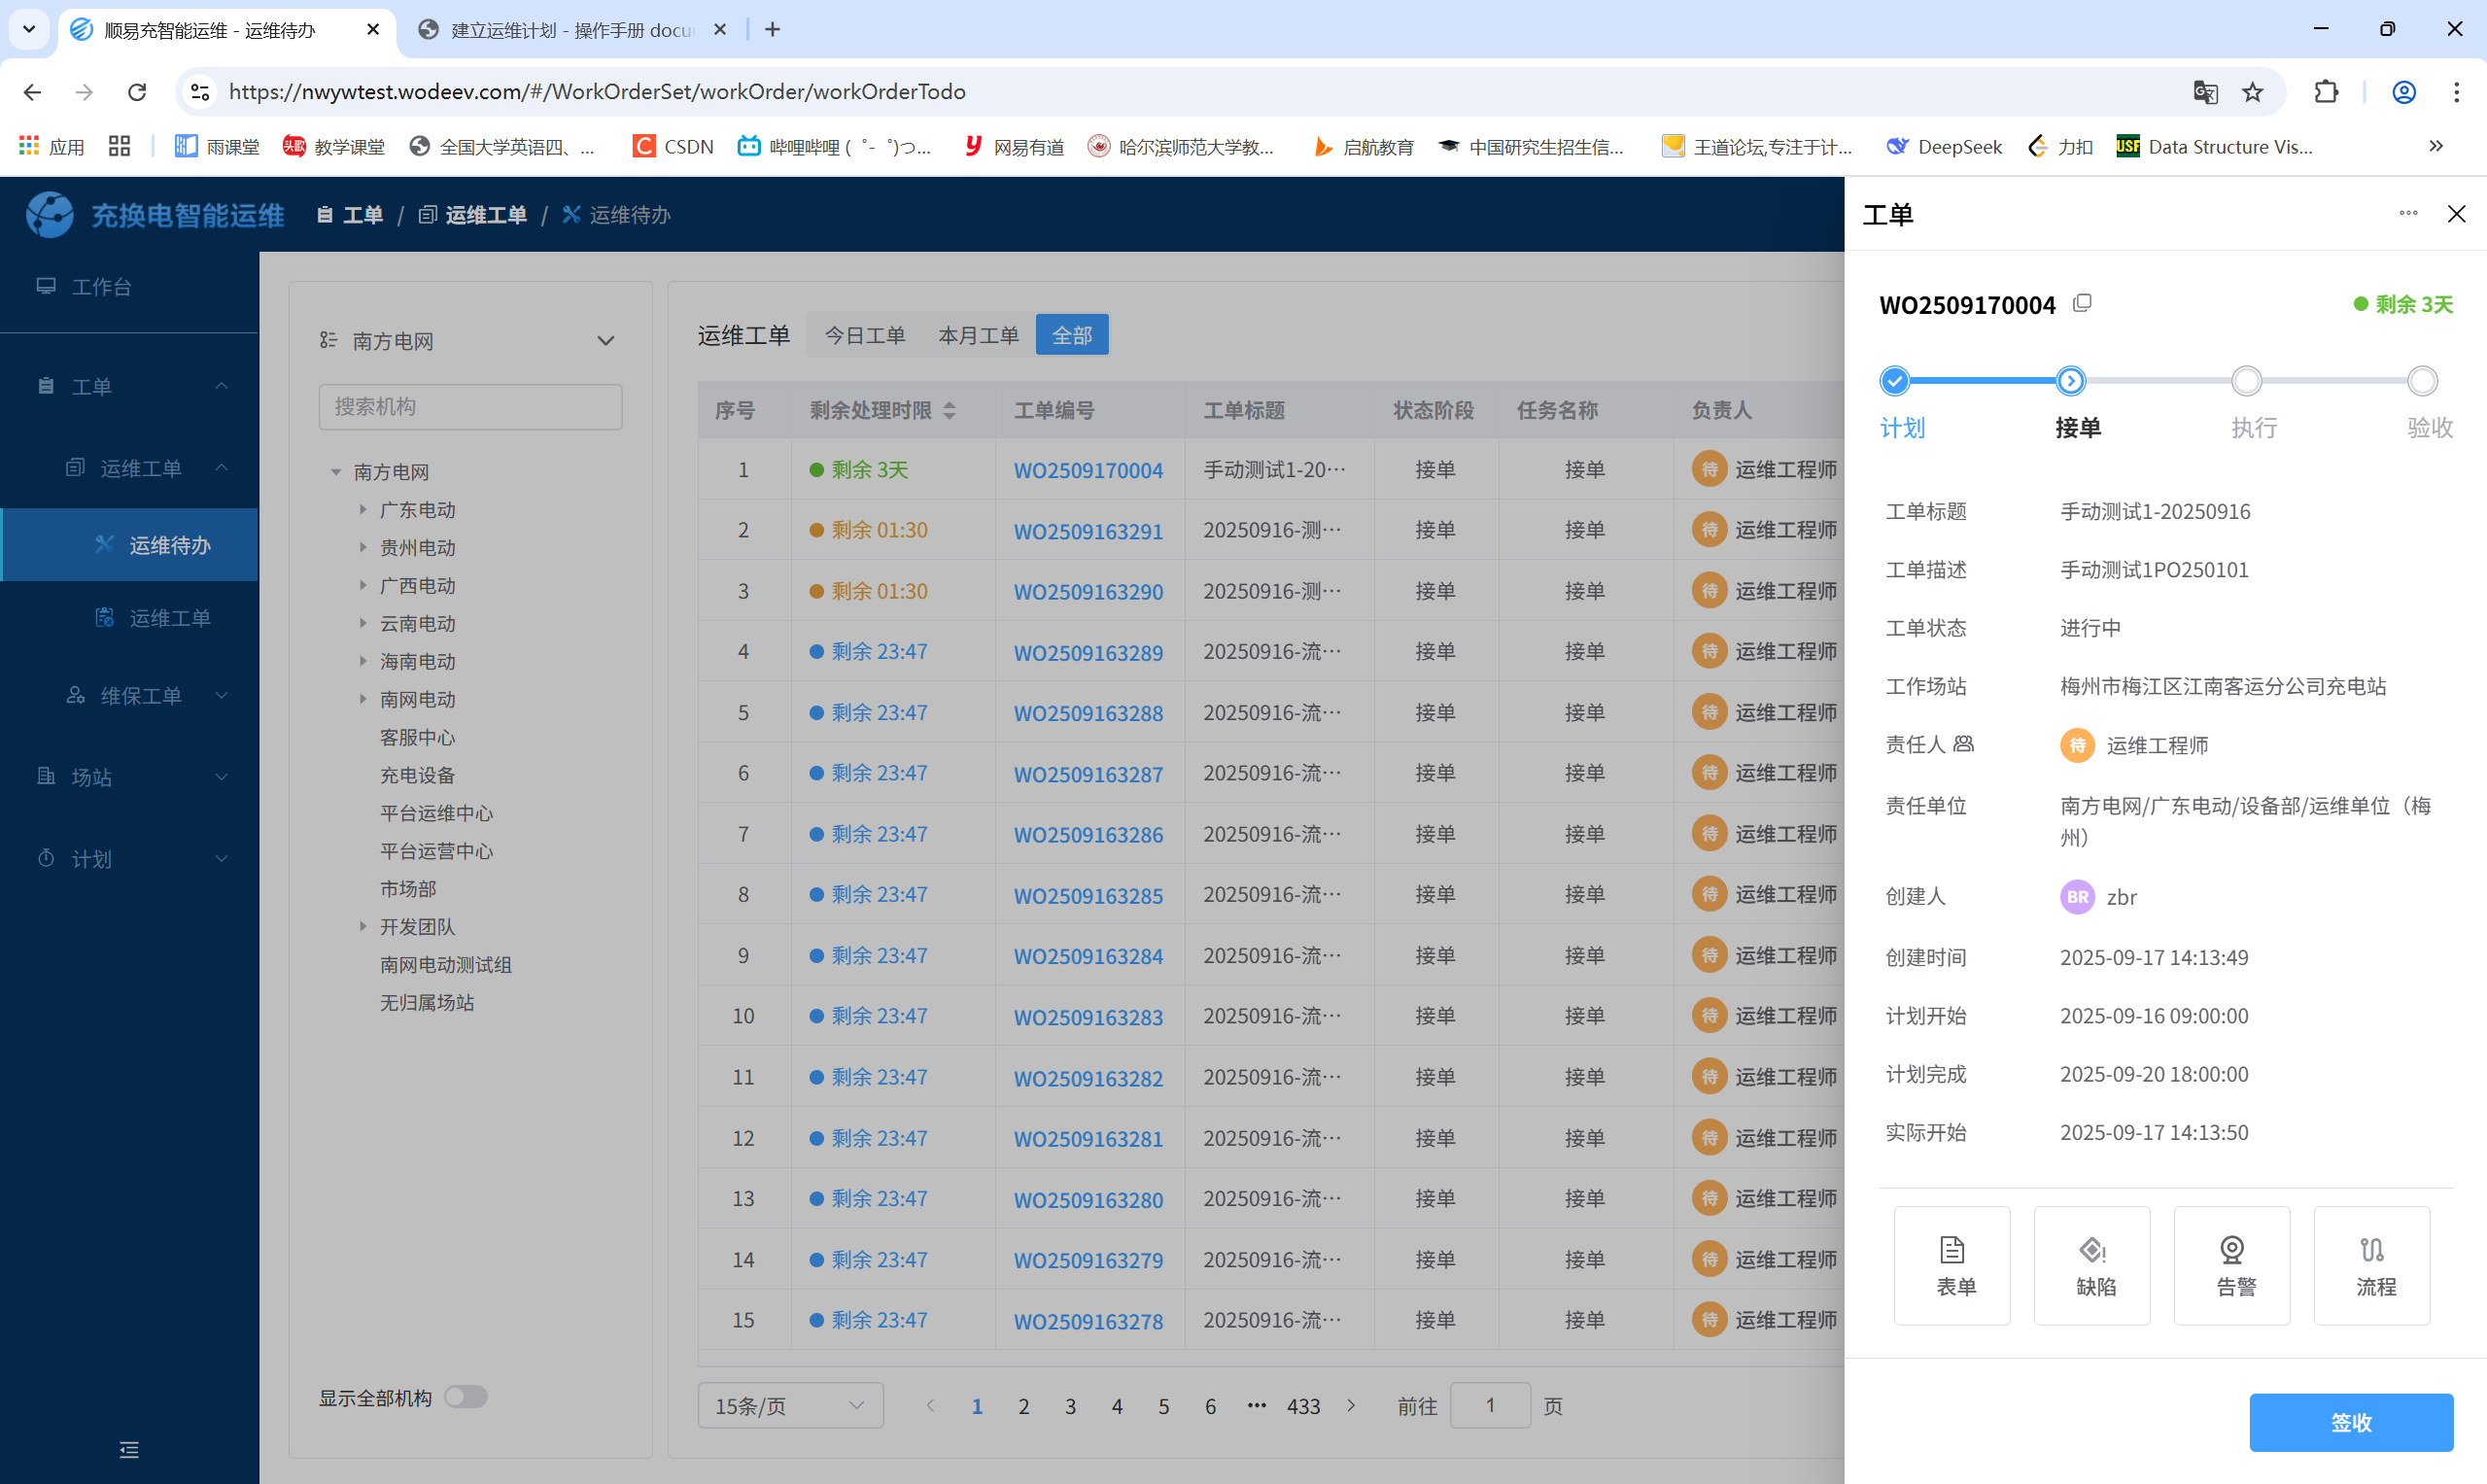 顺易充智能运维 - 运维待办
建立运维计划 - 操作手册 docu
https://nwywtest.wodeev.com/#/WorkOrderSet/workOrder/workOrderTodo
应用 雨课堂 教学课堂 全国大学英语四、... CSDN 哔哩哔哩 ( ゜- ゜)つ... 网易有道 哈尔滨师范大学教... 启航教育 中国研究生招生信... 王道论坛,专注于计... DeepSeek 力扣 Data Structure Vis...
充换电智能运维 工单 / 运维工单 / 运维待办
工作台
工单
运维工单
运维待办
运维工单
维保工单
场站
计划
南方电网
搜索机构
南方电网
广东电动
贵州电动
广西电动
云南电动
海南电动
南网电动
客服中心
充电设备
平台运维中心
平台运营中心
市场部
开发团队
南网电动测试组
无归属场站
显示全部机构
运维工单 今日工单 本月工单 全部
序号 剩余处理时限 工单编号 工单标题 状态阶段 任务名称 负责人
1 剩余 3天 WO2509170004 手动测试1-20··· 接单 接单 待 运维工程师
2 剩余 01:30 WO2509163291 20250916-测··· 接单 接单 待 运维工程师
3 剩余 01:30 WO2509163290 20250916-测··· 接单 接单 待 运维工程师
4 剩余 23:47 WO2509163289 20250916-流··· 接单 接单 待 运维工程师
5 剩余 23:47 WO2509163288 20250916-流··· 接单 接单 待 运维工程师
6 剩余 23:47 WO2509163287 20250916-流··· 接单 接单 待 运维工程师
7 剩余 23:47 WO2509163286 20250916-流··· 接单 接单 待 运维工程师
8 剩余 23:47 WO2509163285 20250916-流··· 接单 接单 待 运维工程师
9 剩余 23:47 WO2509163284 20250916-流··· 接单 接单 待 运维工程师
10 剩余 23:47 WO2509163283 20250916-流··· 接单 接单 待 运维工程师
11 剩余 23:47 WO2509163282 20250916-流··· 接单 接单 待 运维工程师
12 剩余 23:47 WO2509163281 20250916-流··· 接单 接单 待 运维工程师
13 剩余 23:47 WO2509163280 20250916-流··· 接单 接单 待 运维工程师
14 剩余 23:47 WO2509163279 20250916-流··· 接单 接单 待 运维工程师
15 剩余 23:47 WO2509163278 20250916-流··· 接单 接单 待 运维工程师
15条/页 1 2 3 4 5 6 ••• 433 前往 1 页
工单
WO2509170004 剩余 3天
计划 接单 执行 验收
工单标题 手动测试1-20250916
工单描述 手动测试1PO250101
工单状态 进行中
工作场站 梅州市梅江区江南客运分公司充电站
责任人 待 运维工程师
责任单位 南方电网/广东电动/设备部/运维单位（梅
州）
创建人 BR zbr
创建时间 2025-09-17 14:13:49
计划开始 2025-09-16 09:00:00
计划完成 2025-09-20 18:00:00
实际开始 2025-09-17 14:13:50
表单 缺陷 告警 流程
签收